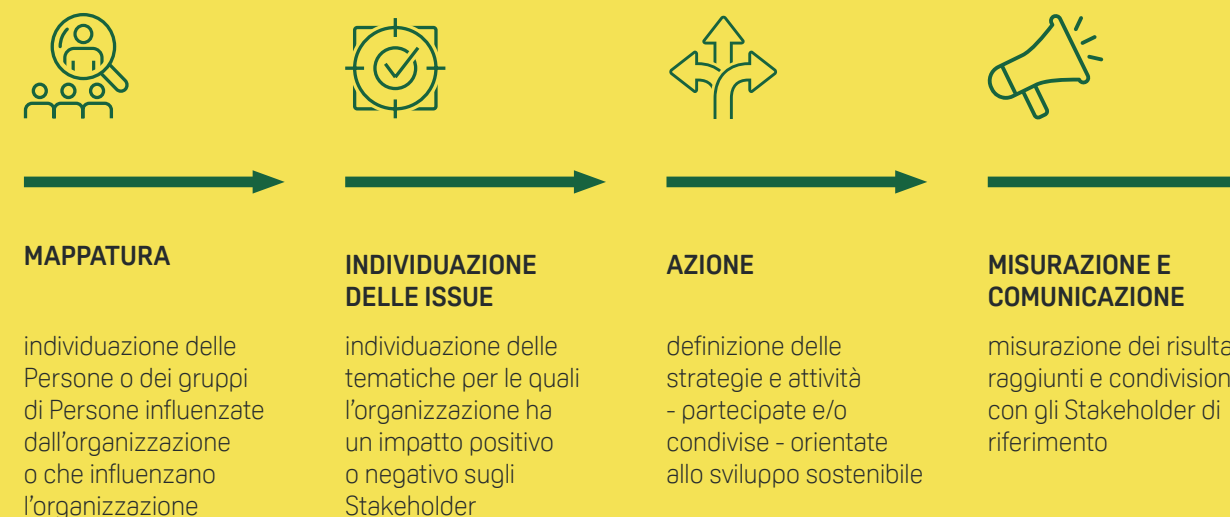 MAPPATURA
individuazione delle
Persone o dei gruppi
di Persone influenzate
dall'organizzazione
o che influenzano
l'organizzazione
INDIVIDUAZIONE
DELLE ISSUE
individuazione delle
tematiche per le quali
l'organizzazione ha
un impatto positivo
o negativo sugli
Stakeholder
AZIONE
definizione delle
strategie e attività
- partecipate e/o
condivise - orientate
allo sviluppo sostenibile
MISURAZIONE E
COMUNICAZIONE
misurazione dei
raggiunti e
con gli Stakeholder di
riferimento